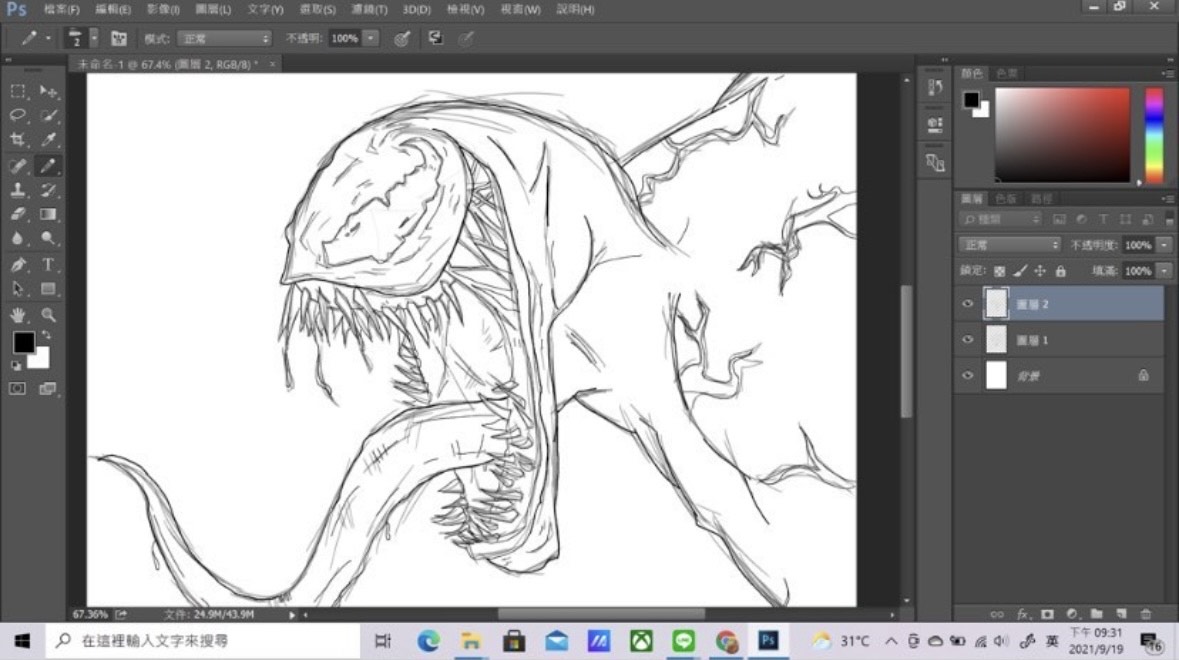 Ps 檔案(F) 編輯(E) 影像(I) 圖層(L) 文字(Y) 選取(S) 濾鏡(T) 3D(D) 檢視(V) 視窗(W) 說明(H)
2 模式: 正常 不透明: 100%
未命名-1 @ 67.4% (圖層 2, RGB/8) *
顏色 色票
圖層 色版 路徑
種類
正常 不透明度: 100%
鎖定: 填滿: 100%
圖層 2
圖層 1
背景
67.36% 文件: 24.9M/43.9M
在這裡輸入文字來搜尋
31°C 英 下午 09:31
2021/9/19
16